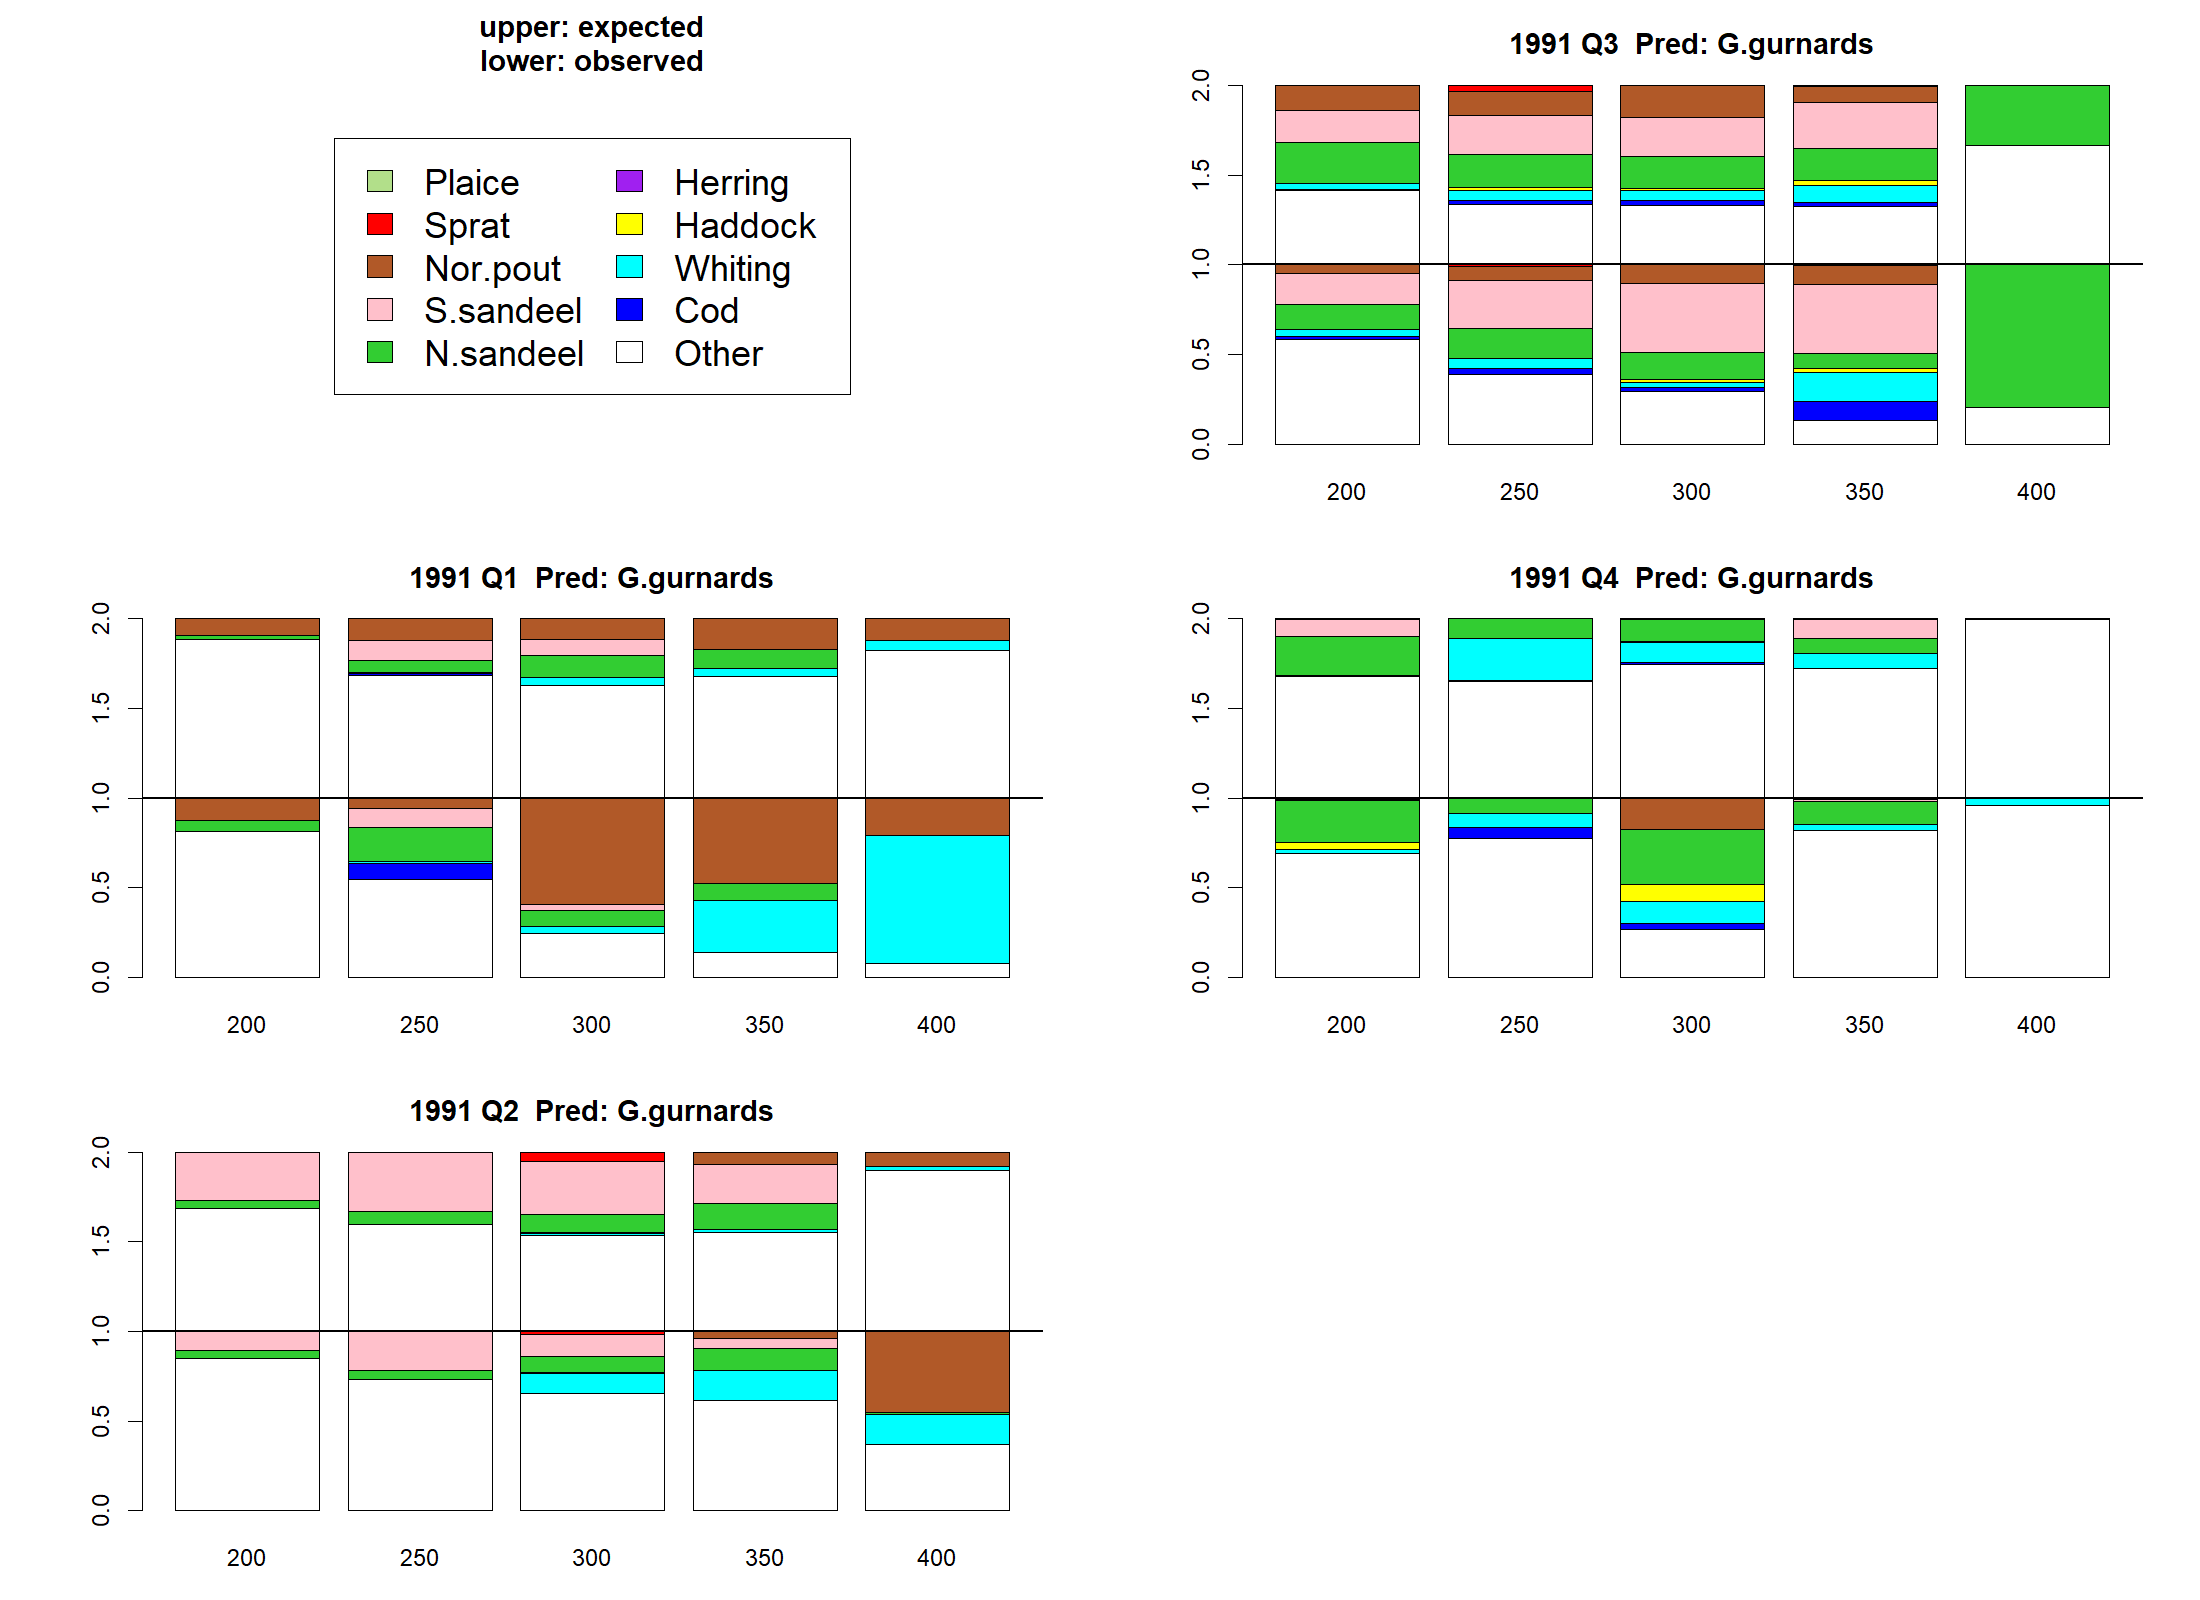 upper: expected
lower: observed
Plaice
Sprat
Nor.pout
S.sandeel
N.sandeel
Herring
Haddock
Whiting
Cod
Other
1991 Q1  Pred: G.gurnards
2.0
1.5
1.0
0.5
0.0
200 250 300 350 400
1991 Q2  Pred: G.gurnards
2.0
1.5
1.0
0.5
0.0
200 250 300 350 400
1991 Q3  Pred: G.gurnards
2.0
1.5
1.0
0.5
0.0
200 250 300 350 400
1991 Q4  Pred: G.gurnards
2.0
1.5
1.0
0.5
0.0
200 250 300 350 400